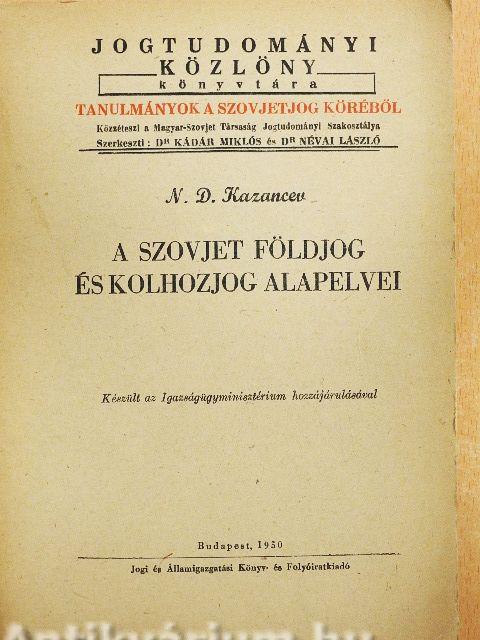 JOGTUDOMÁNYI
KÖZLÖNY
könyvtára
TANULMÁNYOK A SZOVJETJOG KÖRÉBŐL
Közzéteszi a Magyar-Szovjet Társaság Jogtudományi Szakosztálya
Szerkeszti: DR KÁDÁR MIKLÓS és DR NÉVAI LÁSZLÓ
N. D. Kazancev
A SZOVJET FÖLDJOG
ÉS KOLHOZJOG ALAPELVEI
Készült az Igazságügyminisztérium hozzájárulásával
Budapest, 1950
Jogi és Államigazgatási Könyv- és Folyóiratkiadó
Antikvárium.hu